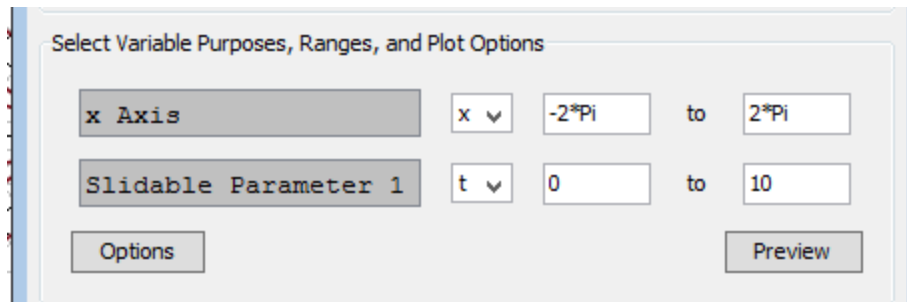 Select Variable Purposes, Ranges, and Plot Options
x Axis x -2*Pi to 2*Pi
Slidable Parameter 1 t 0 to 10
Options Preview